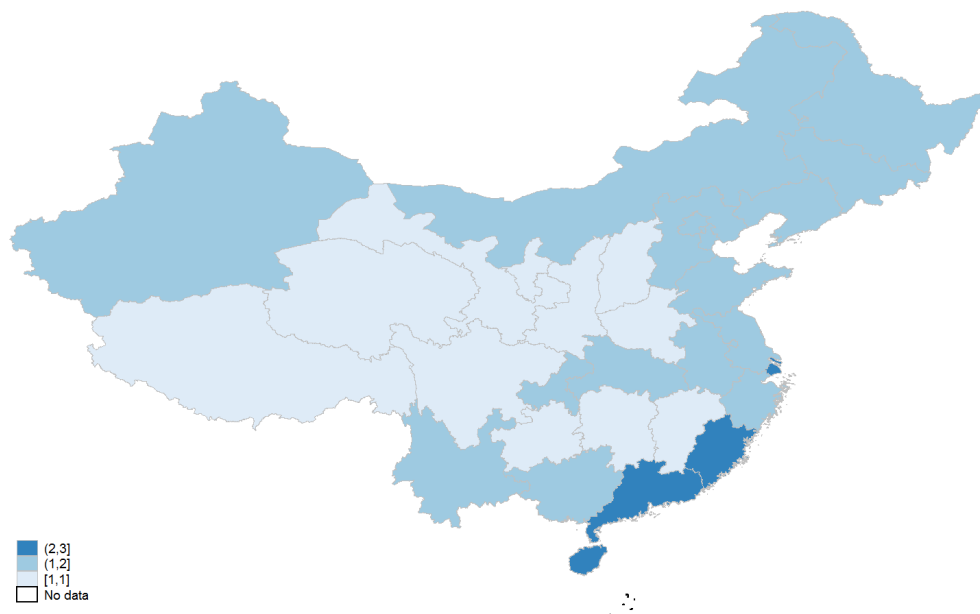 (2,3]
(1,2]
[1,1]
No data